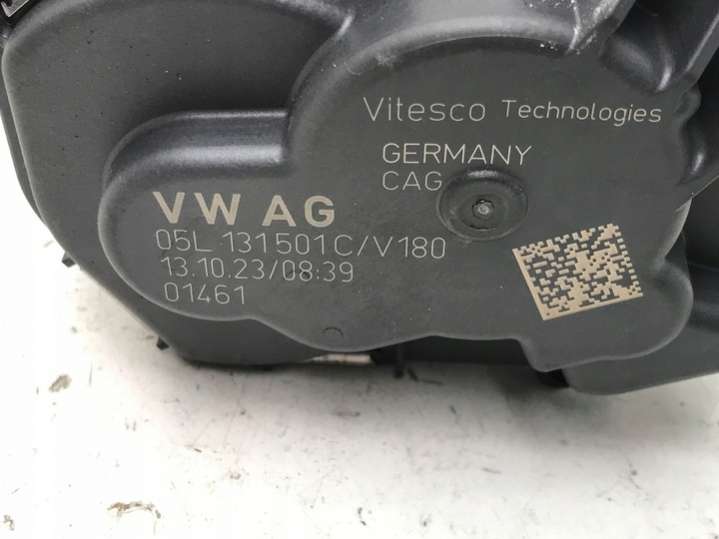 Vitesco Technologies
GERMANY
CAG
VW AG
05L 131501C/V180
13.10.23/08:39
01461